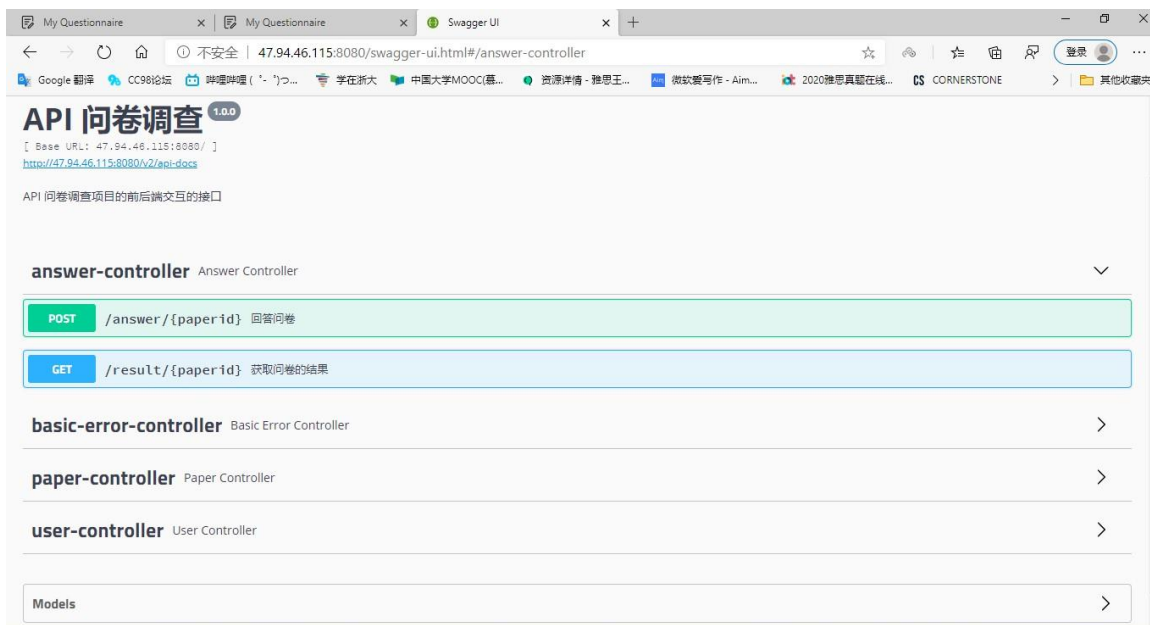 My Questionnaire
My Questionnaire
Swagger UI
不安全 | 47.94.46.115:8080/swagger-ui.html#/answer-controller
登录
Google 翻译 CC98论坛 哔哩哔哩 ( ゜- ゜)つ... 学在浙大 中国大学MOOC(慕... 资源详情 - 雅思王... 微软爱写作 - Aim... 2020雅思真题在线... CORNERSTONE 其他收藏夹
API 问卷调查 1.0.0
[ Base URL: 47.94.46.115:8080/ ]
http://47.94.46.115:8080/v2/api-docs
API 问卷调查项目的前后端交互的接口
answer-controller Answer Controller
POST /answer/{paperid} 回答问卷
GET /result/{paperid} 获取问卷的结果
basic-error-controller Basic Error Controller
paper-controller Paper Controller
user-controller User Controller
Models